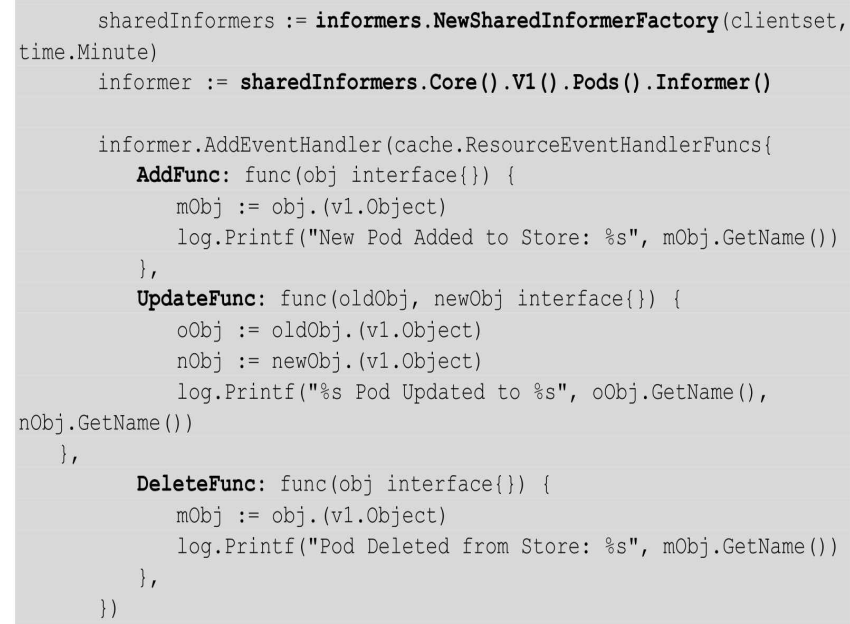 sharedInformers := informers.NewSharedInformerFactory(clientset,
time.Minute)
informer := sharedInformers.Core().V1().Pods().Informer()
informer.AddEventHandler(cache.ResourceEventHandlerFuncs{
AddFunc: func(obj interface{}) {
mObj := obj.(v1.Object)
log.Printf("New Pod Added to Store: %s", mObj.GetName())
},
UpdateFunc: func(oldObj, newObj interface{}) {
oObj := oldObj.(v1.Object)
nObj := newObj.(v1.Object)
log.Printf("%s Pod Updated to %s", oObj.GetName(),
nObj.GetName())
},
DeleteFunc: func(obj interface{}) {
mObj := obj.(v1.Object)
log.Printf("Pod Deleted from Store: %s", mObj.GetName())
},
})